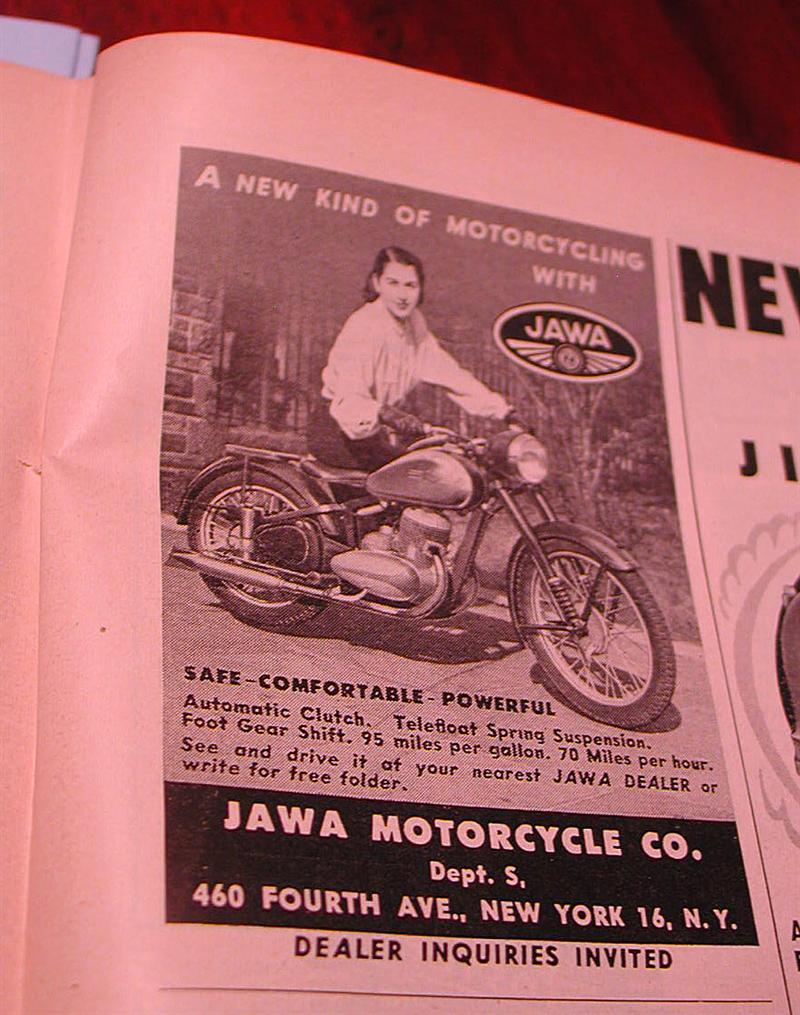 A NEW KIND OF MOTORCYCLING
WITH
JAWA
SAFE-COMFORTABLE-POWERFUL
Automatic Clutch. Telefloat Spring Suspension.
Foot Gear Shift. 95 miles per gallon. 70 Miles per hour.
See and drive it at your nearest JAWA DEALER or
write for free folder.
JAWA MOTORCYCLE CO.
Dept. S,
460 FOURTH AVE., NEW YORK 16, N.Y.
DEALER INQUIRIES INVITED